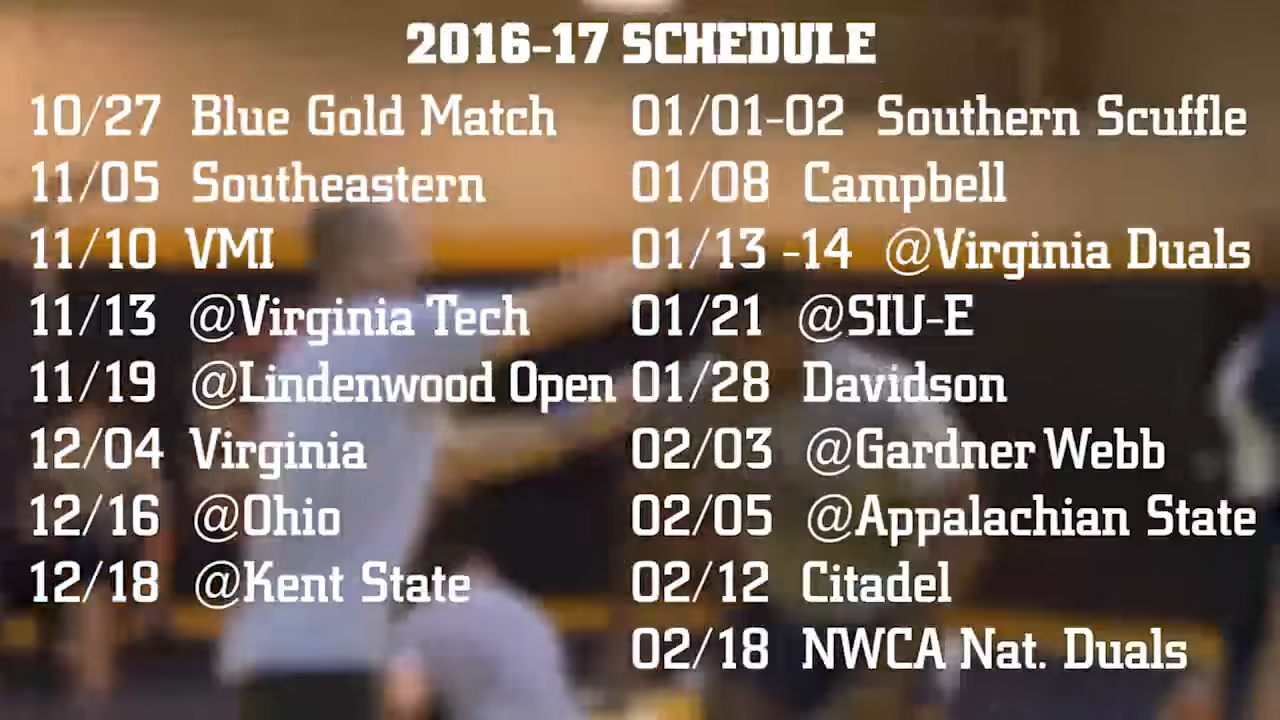 2016-17 SCHEDULE
10/27 Blue Gold Match
11/05 Southeastern
11/10 VMI
11/13 @Virginia Tech
11/19 @Lindenwood Open
12/04 Virginia
12/16 @Ohio
12/18 @Kent State
01/01-02 Southern Scuffle
01/08 Campbell
01/13 -14 @Virginia Duals
01/21 @SIU-E
01/28 Davidson
02/03 @Gardner Webb
02/05 @Appalachian State
02/12 Citadel
02/18 NWCA Nat. Duals